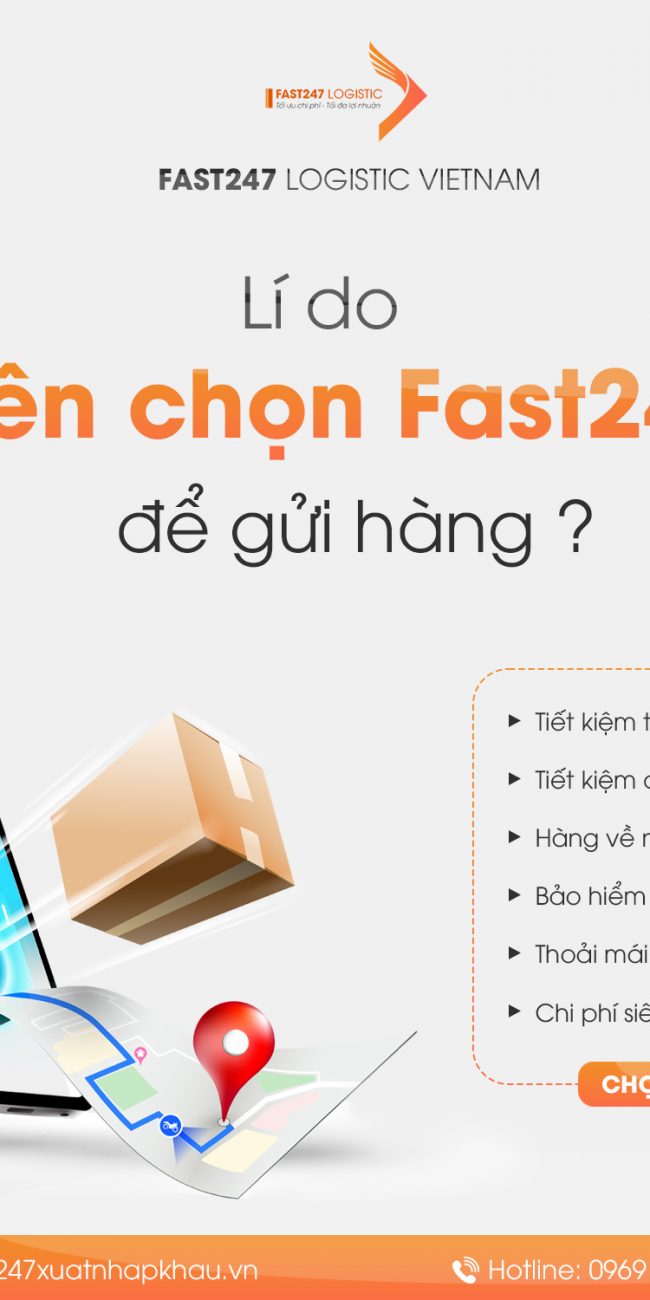 FAST247 LOGISTIC
Tối ưu chi phí - Tối đa lợi nhuận
FAST247 LOGISTIC VIETNAM
Lí do
ên chọn Fast24
để gửi hàng ?
Tiết kiệm t
Tiết kiệm
Hàng về
Bảo hiểm
Thoải mái
Chi phí siê
CHỌ
247xuatnhapkhau.vn
Hotline: 0969